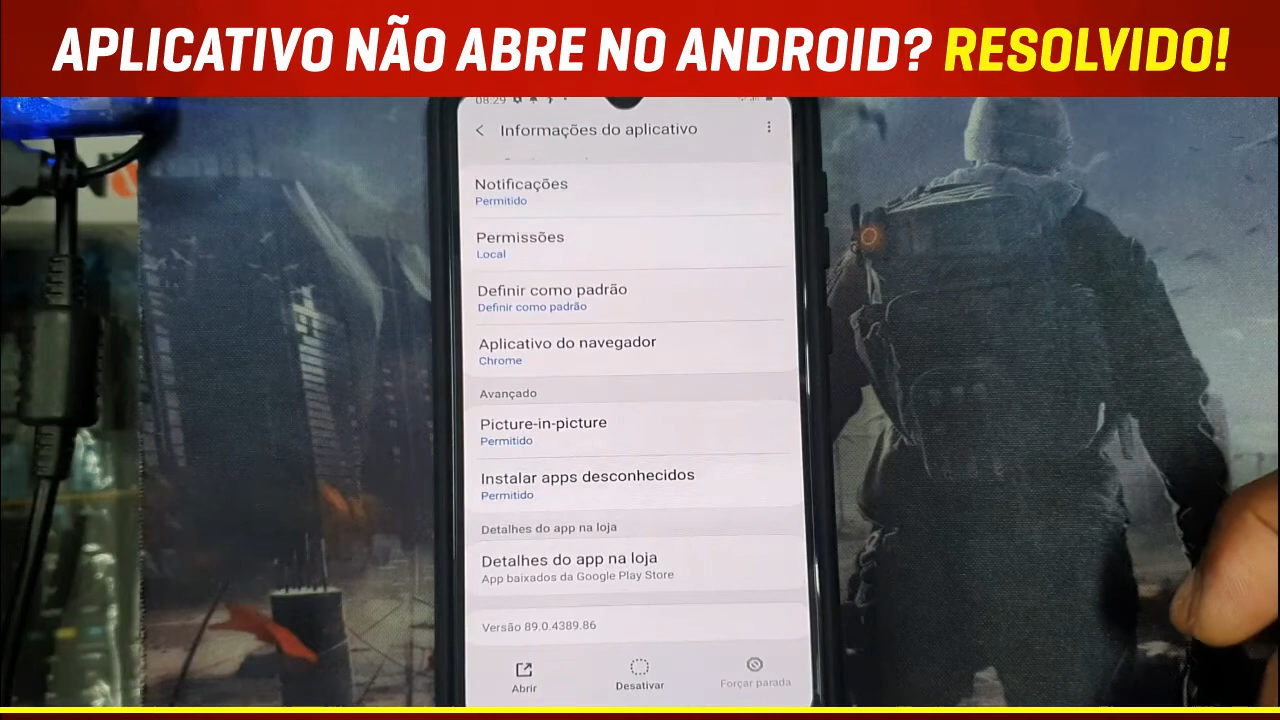 APLICATIVO NÃO ABRE NO ANDROID? RESOLVIDO!
08:29
Informações do aplicativo
Notificações
Permitido
Permissões
Local
Definir como padrão
Definir como padrão
Aplicativo do navegador
Chrome
Avançado
Picture-in-picture
Permitido
Instalar apps desconhecidos
Permitido
Detalhes do app na loja
Detalhes do app na loja
App baixados da Google Play Store
Versão 89.0.4389.86
Abrir
Desativar
Forçar parada